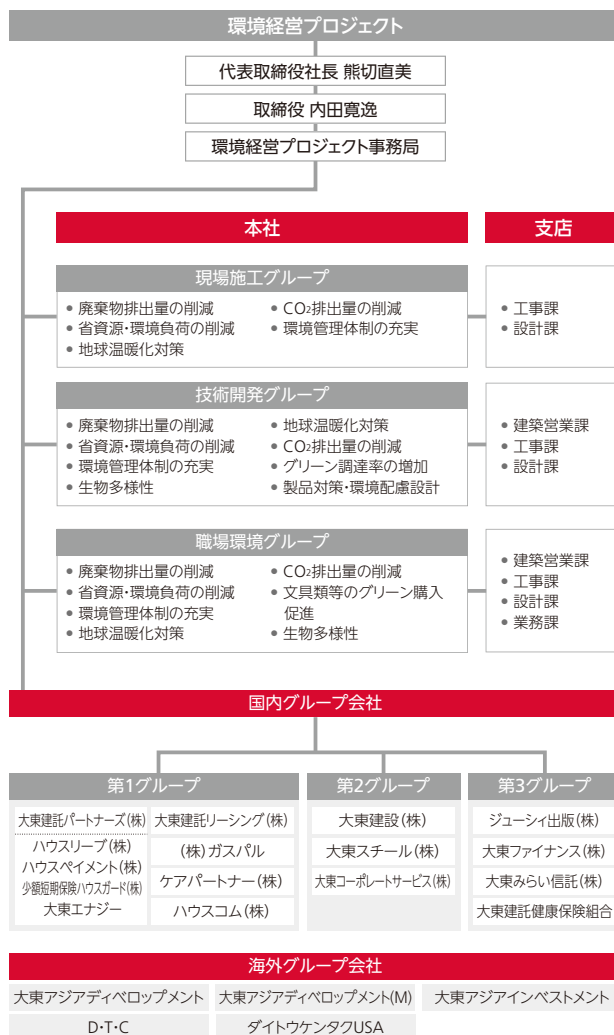 環境経営プロジェクト
代表取締役社長 熊切直美
取締役 内田寛逸
環境経営プロジェクト事務局
本社
支店
現場施工グループ
• 廃棄物排出量の削減
• 省資源・環境負荷の削減
• 地球温暖化対策
• CO₂排出量の削減
• 環境管理体制の充実
• 工事課
• 設計課
技術開発グループ
• 廃棄物排出量の削減
• 省資源・環境負荷の削減
• 環境管理体制の充実
• 生物多様性
• 地球温暖化対策
• CO₂排出量の削減
• グリーン調達率の増加
• 製品対策・環境配慮設計
• 建築営業課
• 工事課
• 設計課
職場環境グループ
• 廃棄物排出量の削減
• 省資源・環境負荷の削減
• 環境管理体制の充実
• 地球温暖化対策
• CO₂排出量の削減
• 文具類等のグリーン購入
促進
• 生物多様性
• 建築営業課
• 工事課
• 設計課
• 業務課
国内グループ会社
第1グループ
大東建託パートナーズ(株)
ハウスリーブ(株)
ハウスペイメント(株)
少額短期保険ハウスガード(株)
大東エナジー
大東建託リーシング(株)
(株)ガスパル
ケアパートナー(株)
ハウスコム(株)
第2グループ
大東建設(株)
大東スチール(株)
大東コーポレートサービス(株)
第3グループ
ジューシィ出版(株)
大東ファイナンス(株)
大東みらい信託(株)
大東建託健康保険組合
海外グループ会社
大東アジアディベロップメント
大東アジアディベロップメント(M)
大東アジアインベストメント
D・T・C
ダイトウケンタクUSA